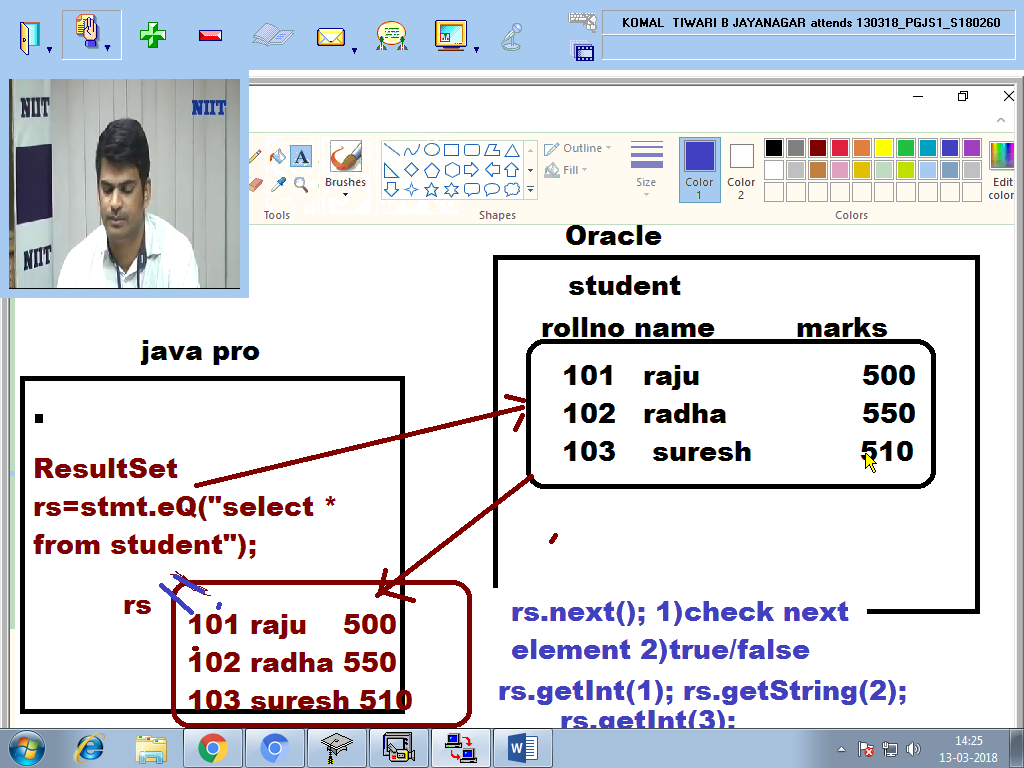 KOMAL TIWARI B JAYANAGAR attends 130318_PGJS1_S180260
NIIT
NIIT
NIIT
A
Brushes
Outline
Fill
Size
Color
1
Color
2
Edit
color
Tools
Shapes
Colors
Oracle
student
rollno name marks
101 raju 500
102 radha 550
103 suresh 510
java pro
ResultSet
rs=stmt.eQ("select *
from student");
rs
101 raju 500
102 radha 550
103 suresh 510
rs.next(); 1)check next
element 2)true/false
rs.getInt(1); rs.getString(2);
rs.getInt(3);
14:25
13-03-2018